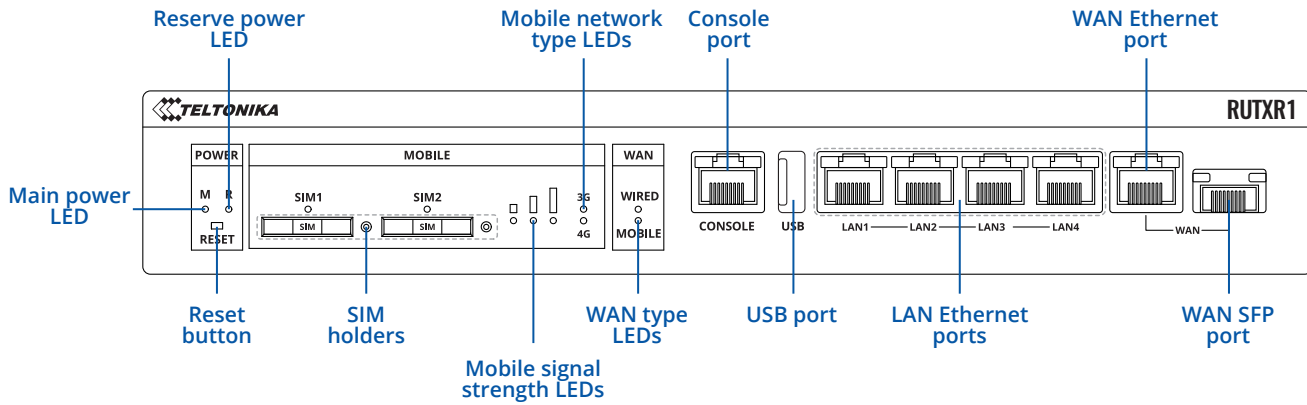 Reserve power
LED
Mobile network
type LEDs
Console
port
WAN Ethernet
port
TELTONIKA
RUTXR1
POWER
MOBILE
WAN
Main power
LED
M R
SIM1
SIM2
3G
WIRED
SIM
SIM
RESET
4G
MOBILE
CONSOLE
USB
LAN1
LAN2
LAN3
LAN4
WAN
Reset
button
SIM
holders
WAN type
LEDs
USB port
LAN Ethernet
ports
WAN SFP
port
Mobile signal
strength LEDs